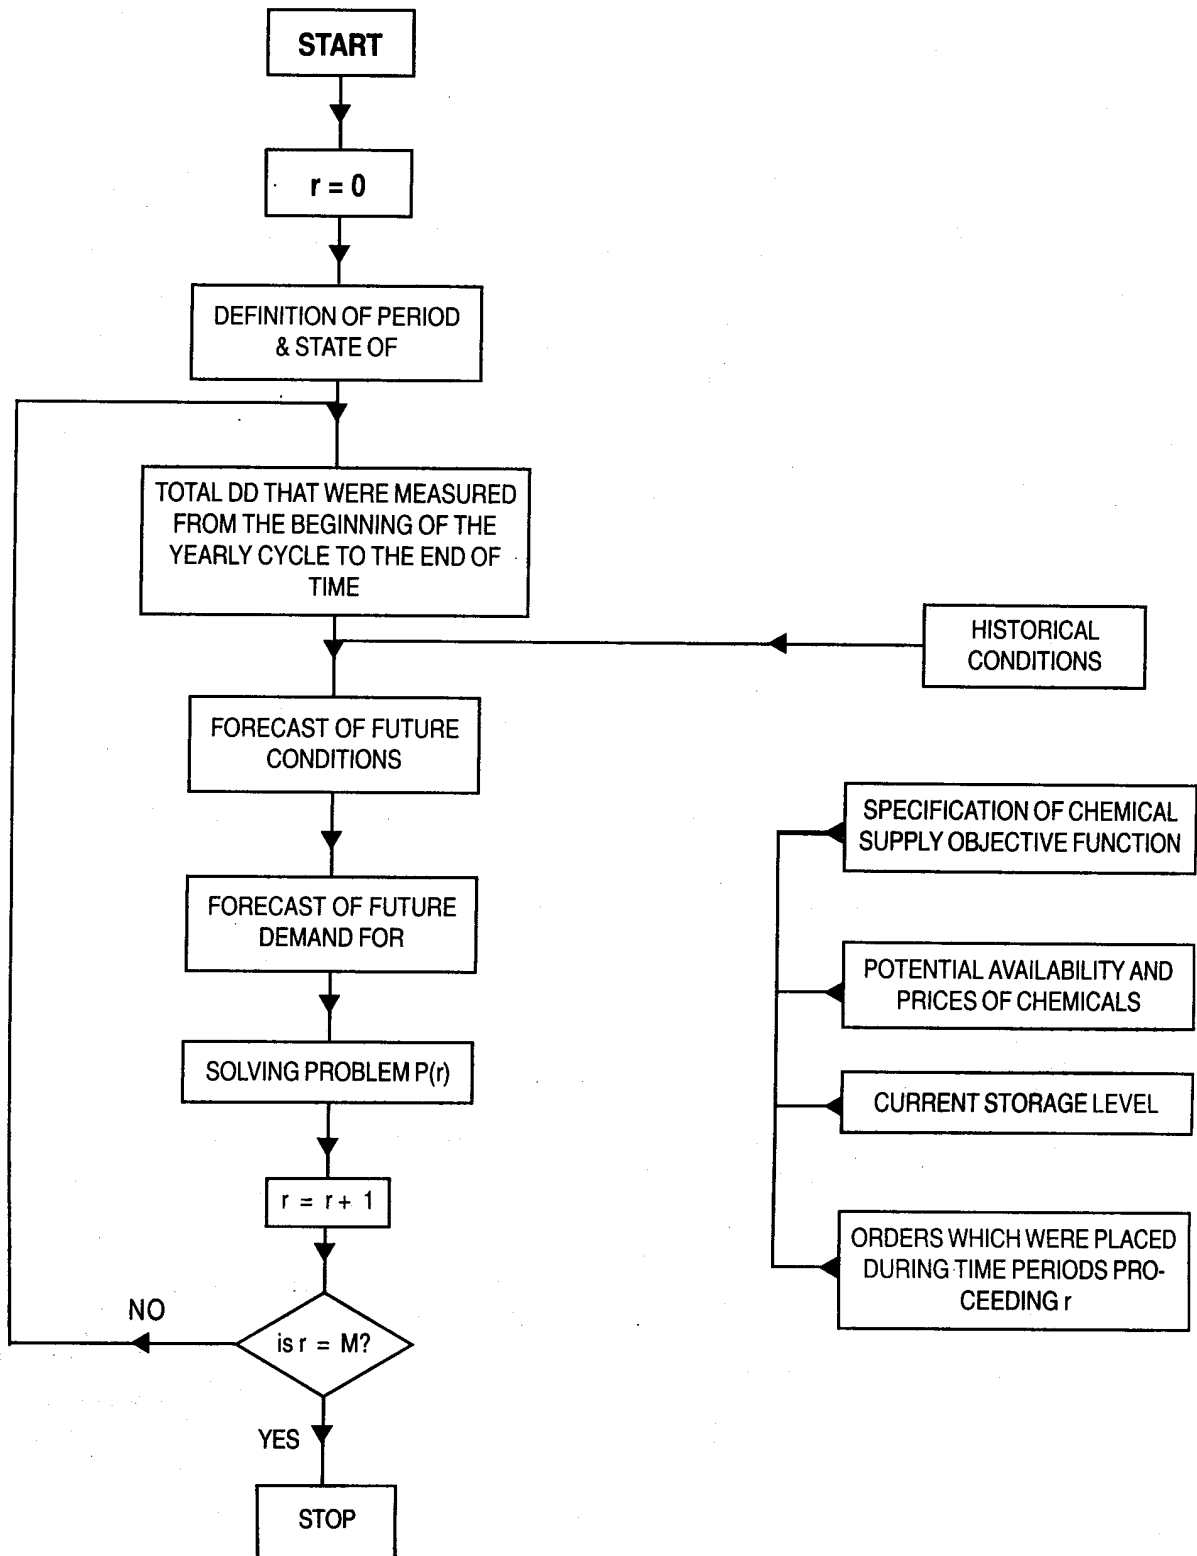 START
r = 0
DEFINITION OF PERIOD
& STATE OF
TOTAL DD THAT WERE MEASURED
FROM THE BEGINNING OF THE
YEARLY CYCLE TO THE END OF
TIME
HISTORICAL
CONDITIONS
FORECAST OF FUTURE
CONDITIONS
SPECIFICATION OF CHEMICAL
SUPPLY OBJECTIVE FUNCTION
FORECAST OF FUTURE
DEMAND FOR
POTENTIAL AVAILABILITY AND
PRICES OF CHEMICALS
SOLVING PROBLEM P(r)
CURRENT STORAGE LEVEL
r = r + 1
ORDERS WHICH WERE PLACED
DURING TIME PERIODS PRO-
CEEDING r
NO
is r = M?
YES
STOP